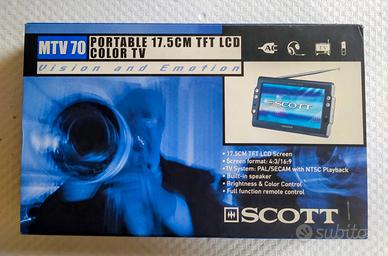 MTV 70
PORTABLE 17.5CM TFT LCD
COLOR TV
Vision and Emotion
SCOTT
• 17.5CM TFT LCD Screen
• Screen format: 4:3/16:9
• TV System: PAL/SECAM with NTSC Playback
• Built-in speaker
• Brightness & Color Control
• Full function remote control
SCOTT
subito